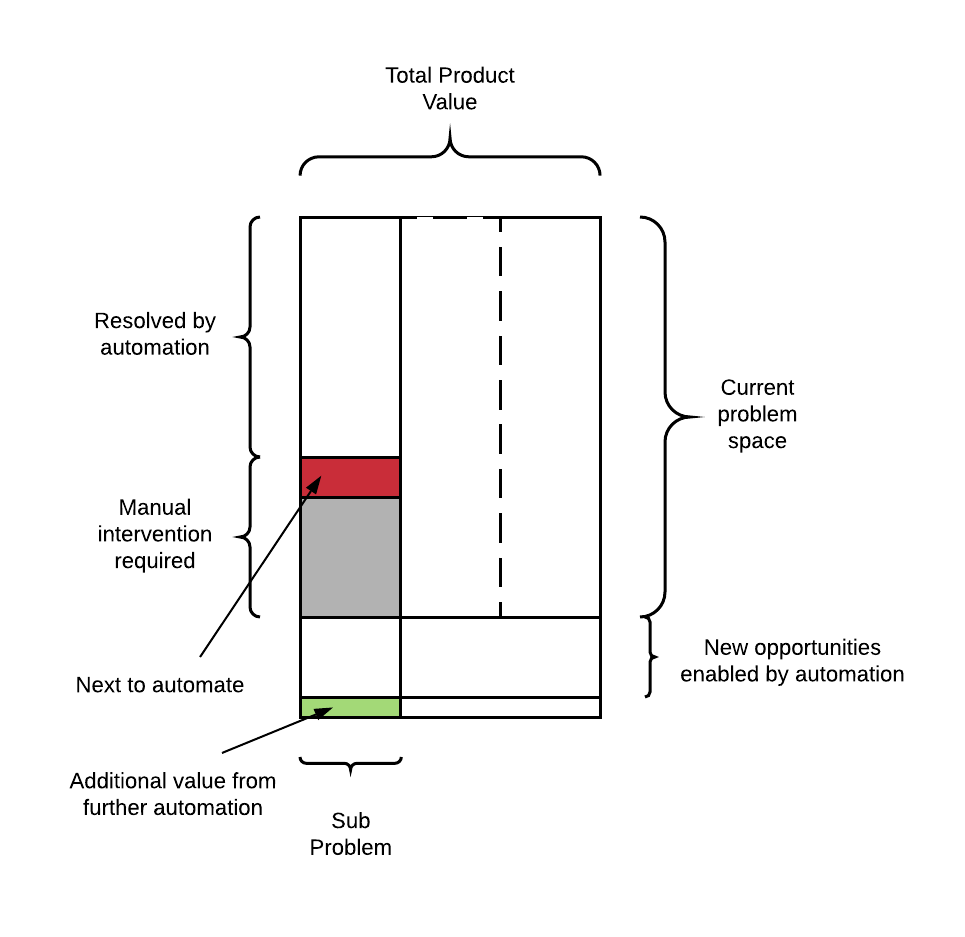 Total Product
Value
Resolved by
automation
Current
problem
space
Manual
intervention
required
New opportunities
enabled by automation
Next to automate
Additional value from
further automation
Sub
Problem